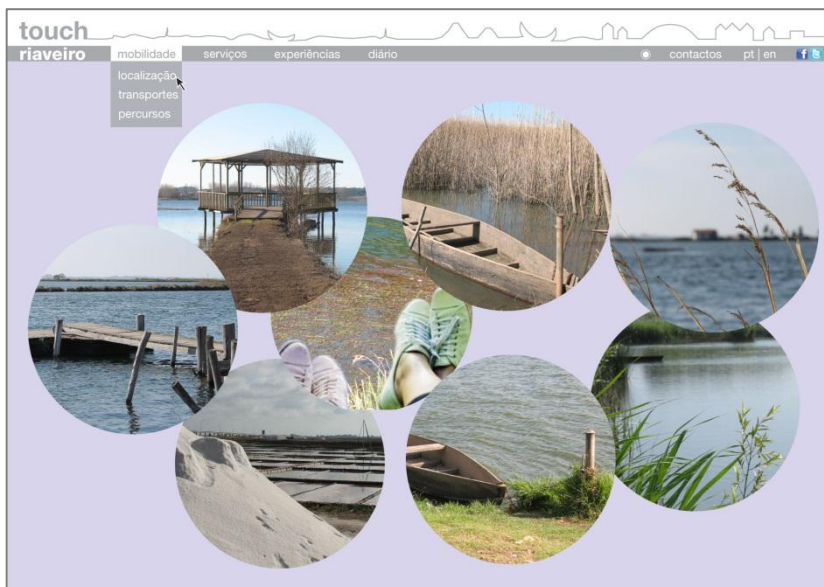 touch
riaveiro mobilidade serviços experiências diário contactos pt | en
localização
transportes
percursos